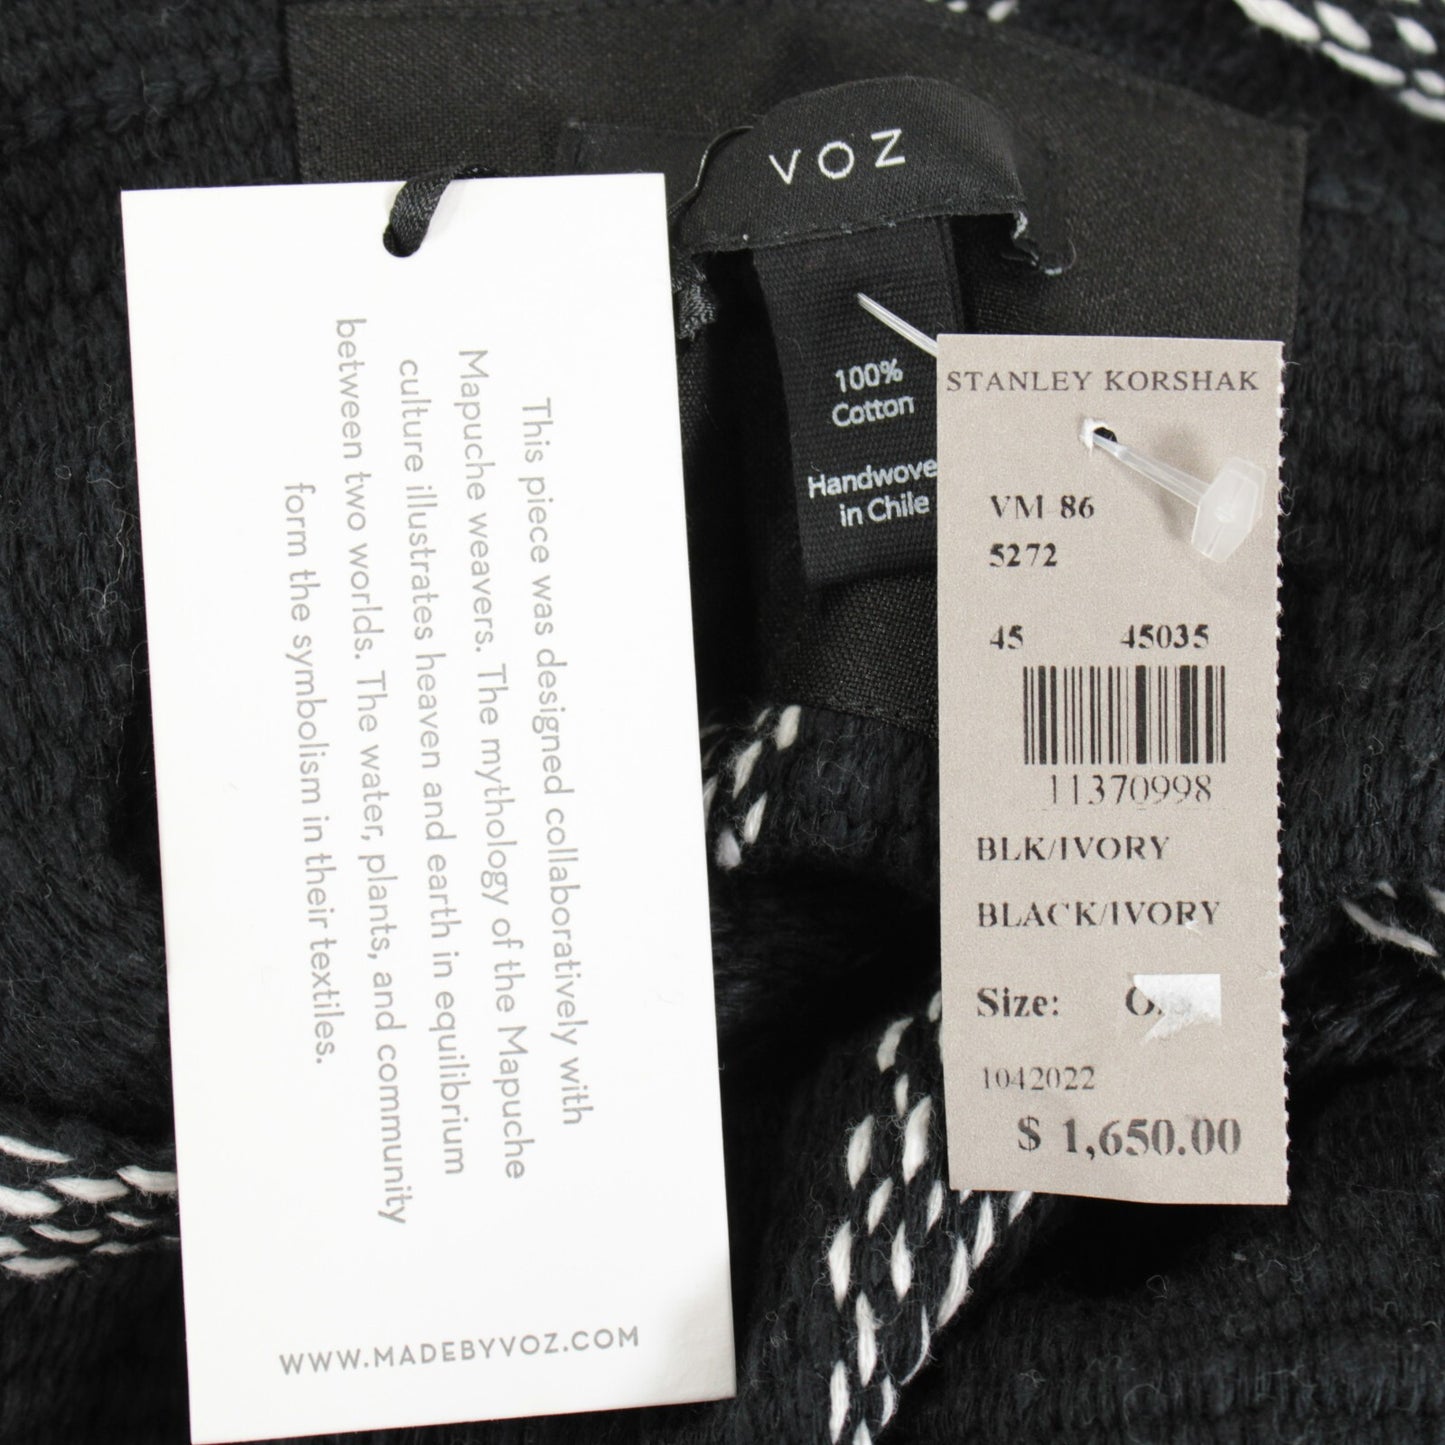 VOZ
100%
Cotton
Handwove
in Chile
This piece was designed collaboratively with
Mapuche weavers. The mythology of the Mapuche
culture illustrates heaven and earth in equilibrium
between two worlds. The water, plants, and community
form the symbolism in their textiles.
WWW.MADEBYVOZ.COM
STANLEY KORSHAK
VM 86
5272
45 45035
11370998
BLK/IVORY
BLACK/IVORY
Size:
1042022
$ 1,650.00